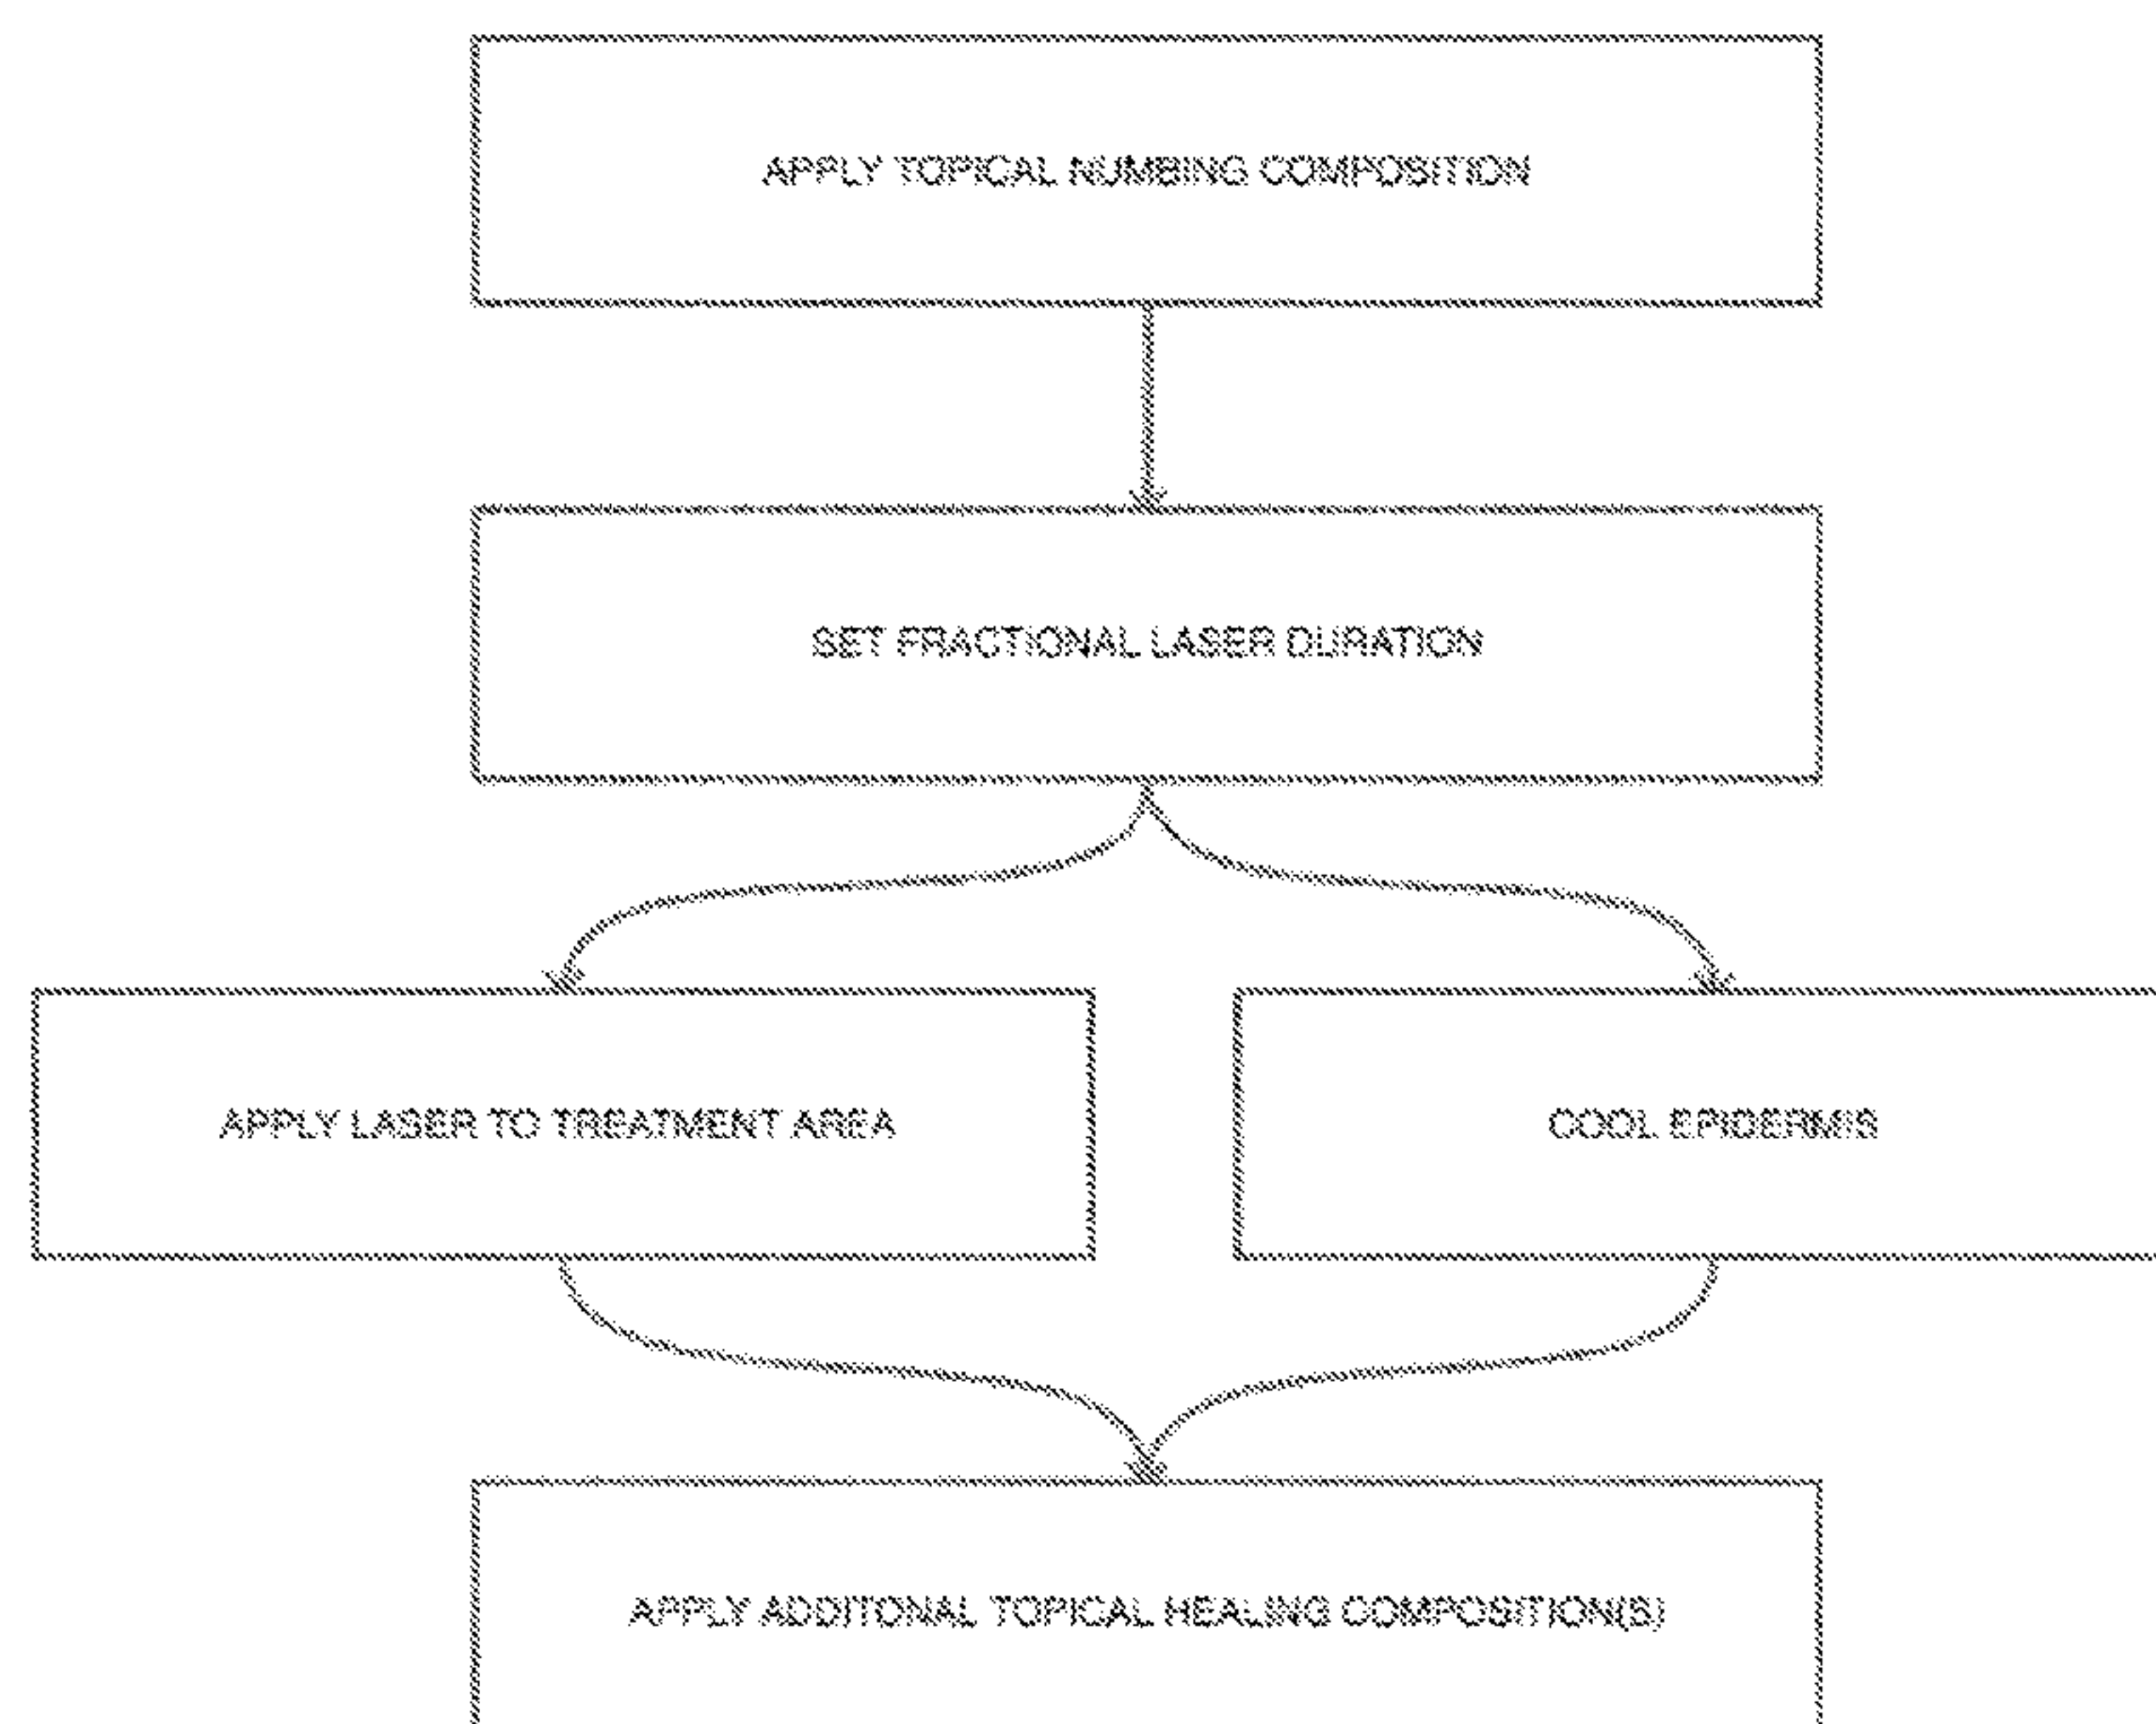 APPLY TOPICAL NUMBING COMPOSITION
SET FRACTIONAL LASER DURATION
APPLY LASER TO TREATMENT AREA
COOL EPIDERMIS
APPLY ADDITONAL TOPICAL HEALING COMPOSITION(S)